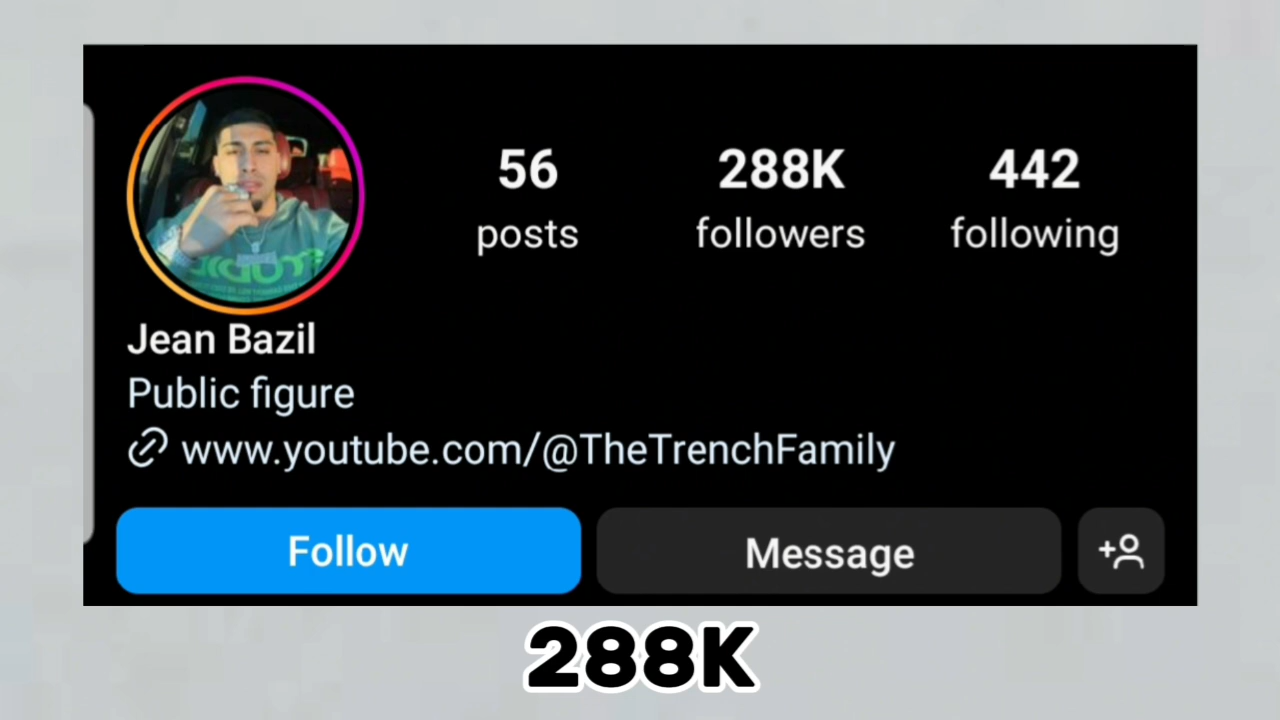 56 288K 442
posts followers following
Jean Bazil
Public figure
www.youtube.com/@TheTrenchFamily
Follow Message
288K